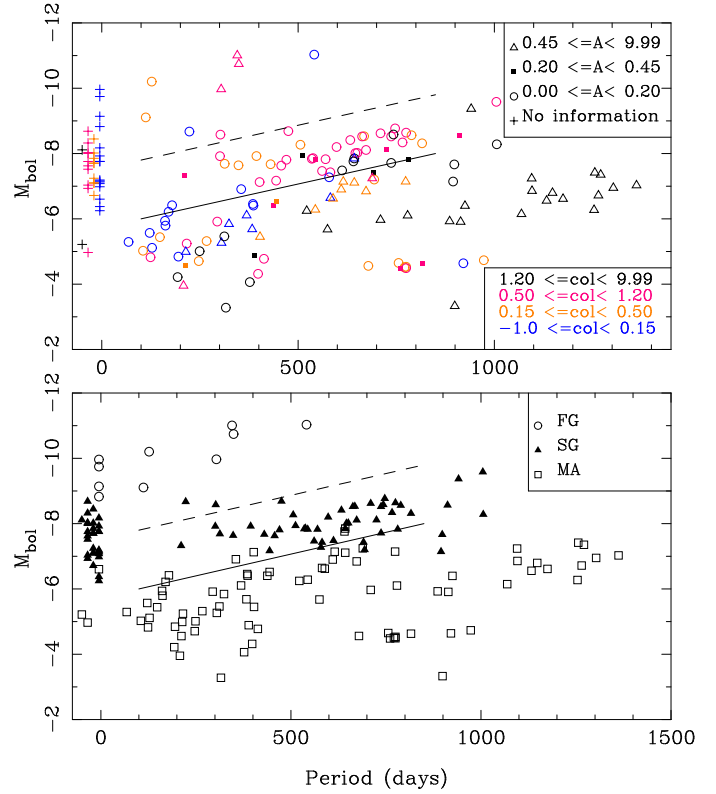 −12
−10
−8
−6
−4
−2
M_bol
0.45 <=A< 9.99
0.20 <=A< 0.45
0.00 <=A< 0.20
No information
1.20 <=col< 9.99
0.50 <=col< 1.20
0.15 <=col< 0.50
−1.0 <=col< 0.15
0
500
1000
−12
−10
−8
−6
−4
−2
M_bol
FG
SG
MA
0
500
1000
1500
Period (days)